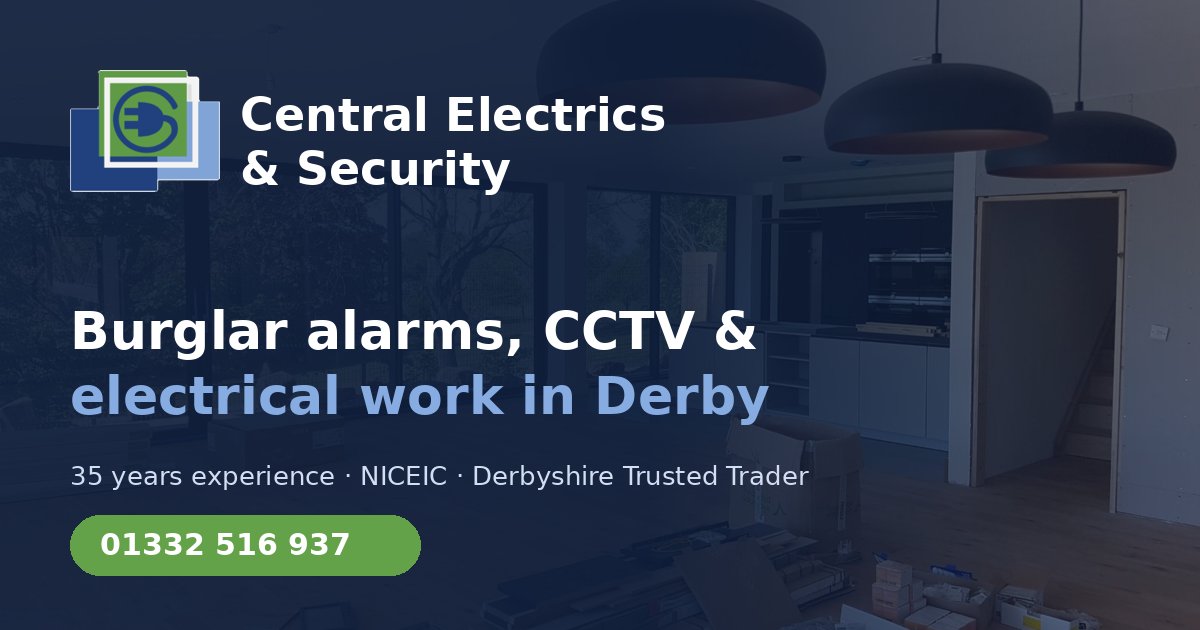 Central Electrics
& Security
Burglar alarms, CCTV &
electrical work in Derby
35 years experience · NICEIC · Derbyshire Trusted Trader
01332 516 937